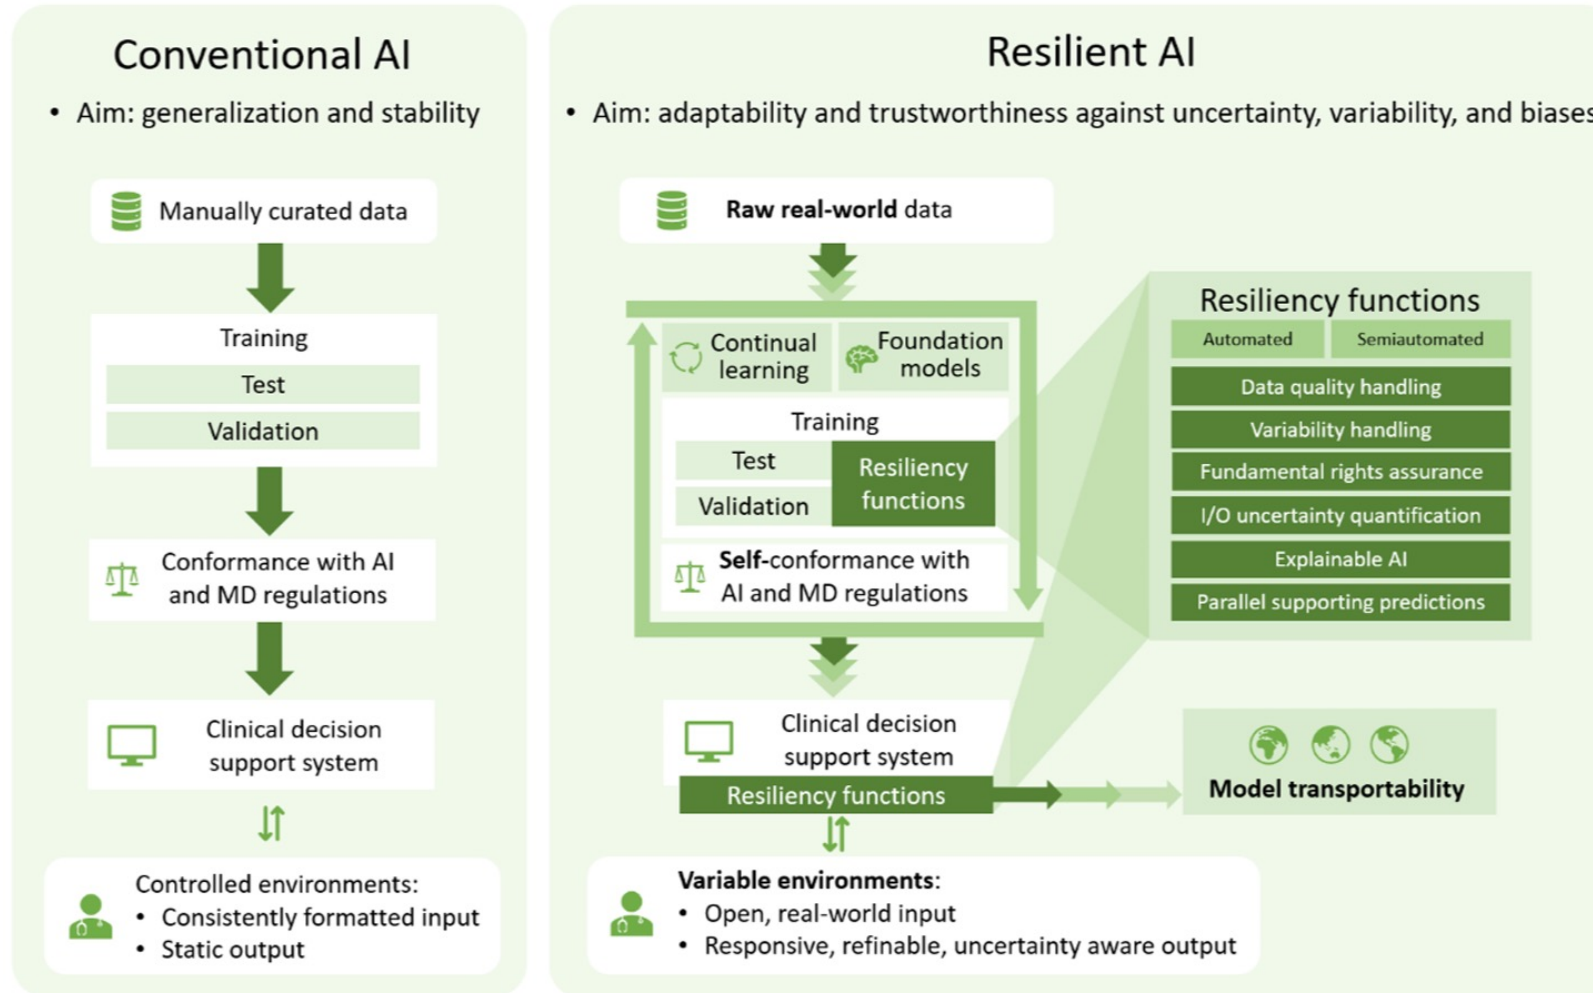 Conventional AI
• Aim: generalization and stability
Manually curated data
Training
Test
Validation
Conformance with AI
and MD regulations
Clinical decision
support system
Controlled environments:
• Consistently formatted input
• Static output
Resilient AI
• Aim: adaptability and trustworthiness against uncertainty, variability, and biases
Raw real-world data
Continual
learning
Foundation
models
Training
Test
Validation
Resiliency
functions
Self-conformance with
AI and MD regulations
Clinical decision
support system
Resiliency functions
Variable environments:
• Open, real-world input
• Responsive, refinable, uncertainty aware output
Resiliency functions
Automated
Semiautomated
Data quality handling
Variability handling
Fundamental rights assurance
I/O uncertainty quantification
Explainable AI
Parallel supporting predictions
Model transportability